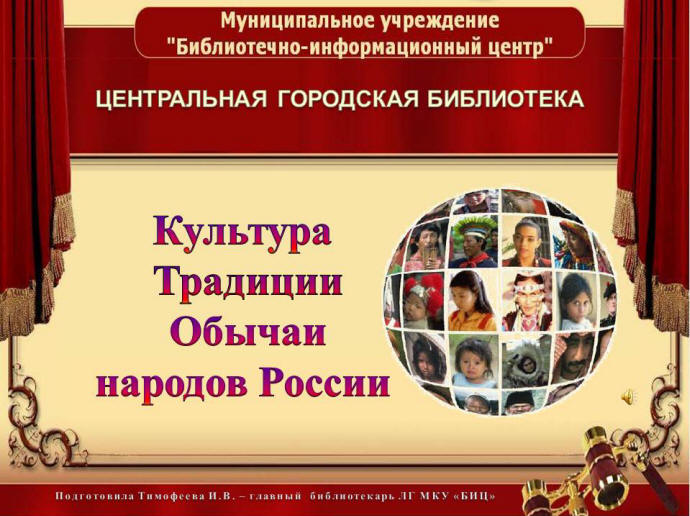 Муниципальное учреждение
"Библиотечно-информационный центр"
ЦЕНТРАЛЬНАЯ ГОРОДСКАЯ БИБЛИОТЕКА
Культура
Традиции
Обычаи
народов России
Подготовила Тимофеева И.В. – главный библиотекарь ЛГ МКУ «БИЦ»